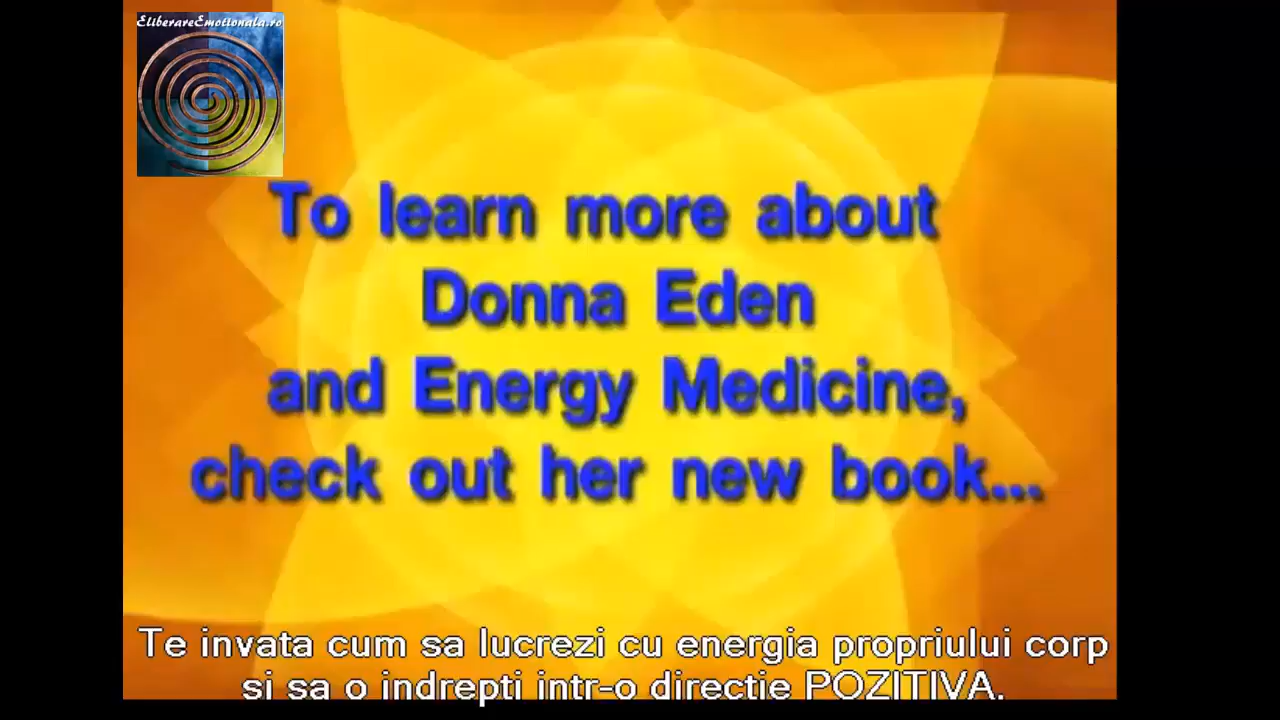 EliberareEmotionala.ro
To learn more about
Donna Eden
and Energy Medicine,
check out her new book...
Te invata cum sa lucrezi cu energia propriului corp
si sa o indrepti intr-o directie POZITIVA.